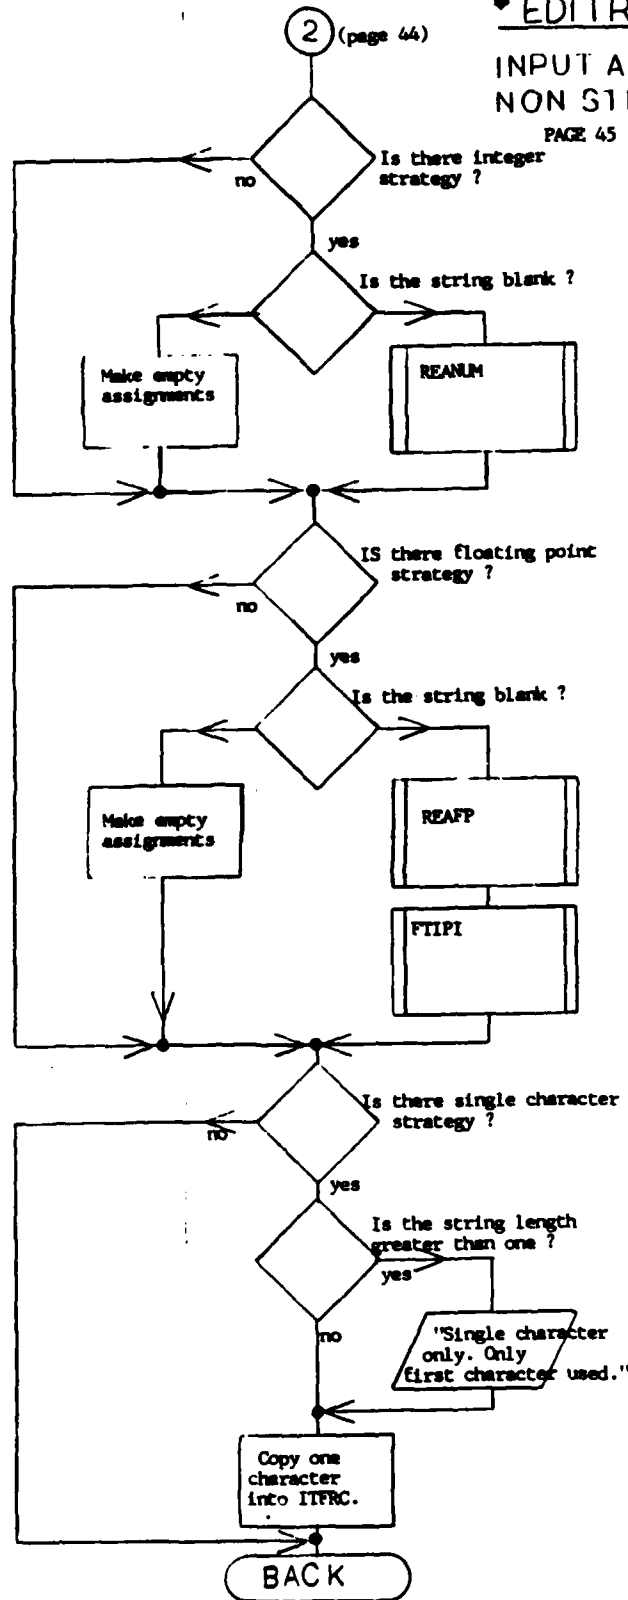 * EDITR
2 (page 44)
INPUT A
NON ST
PAGE 45
Is there integer
strategy ?
no
yes
Is the string blank ?
Make empty
assignments
REANUM
IS there floating point
strategy ?
no
yes
Is the string blank ?
Make empty
assignments
REAFP
FTIPI
Is there single character
strategy ?
no
yes
Is the string length
greater than one ?
yes
no
"Single character
only. Only
first character used."
Copy one
character
into ITFRC.
BACK